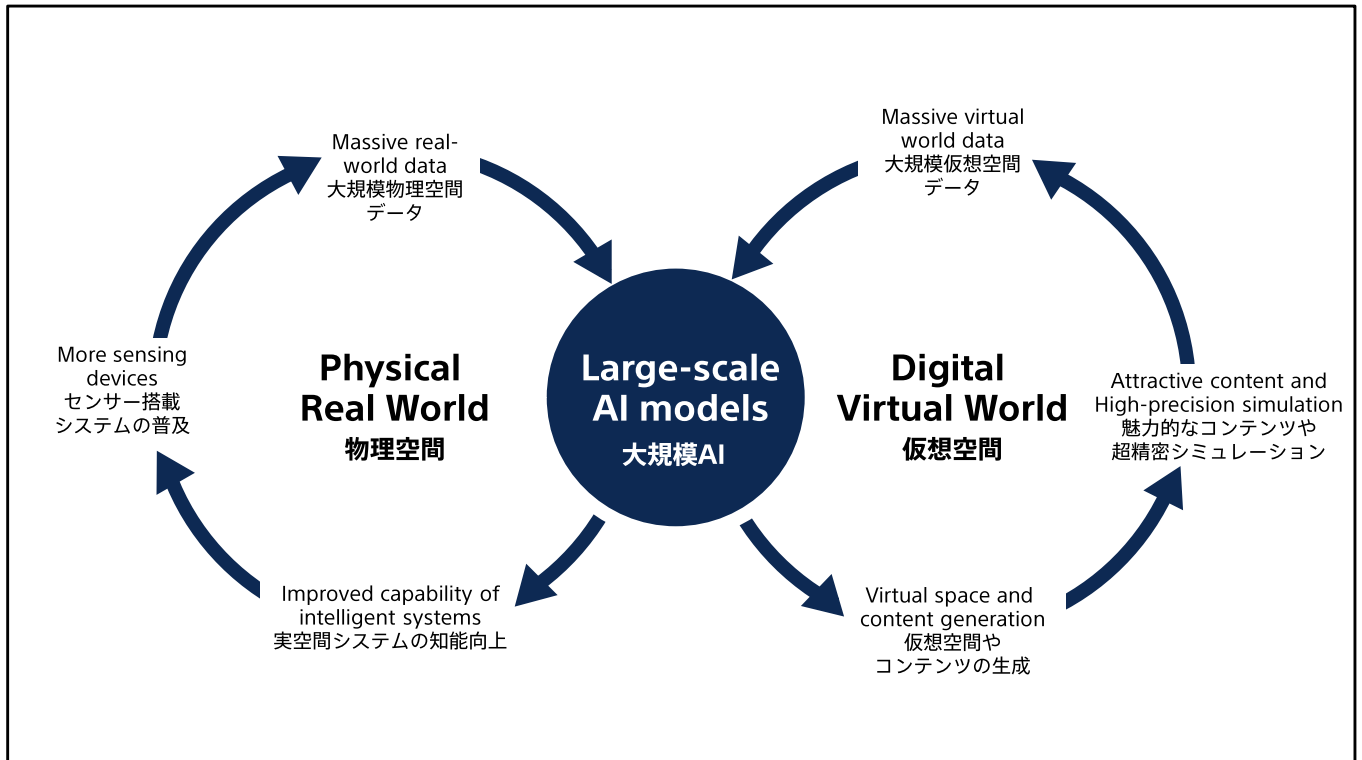 Massive real-
world data
大規模物理空間
データ
Massive virtual
world data
大規模仮想空間
データ
More sensing
devices
センサー搭載
システムの普及
Physical
Real World
物理空間
Large-scale
AI models
大規模AI
Digital
Virtual World
仮想空間
Attractive content and
High-precision simulation
魅力的なコンテンツや
超精密シミュレーション
Improved capability of
intelligent systems
実空間システムの知能向上
Virtual space and
content generation
仮想空間や
コンテンツの生成